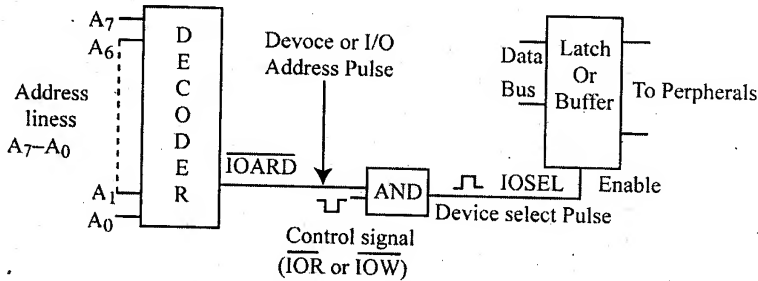 A7
A6
Address
liness
A7–A0
A1
A0
DECODER
Devoce or I/O
Address Pulse
IOARD
AND
Control signal
(IOR or IOW)
IOSEL
Device select Pulse
Enable
Data
Bus
Latch
Or
Buffer
To Perpherals